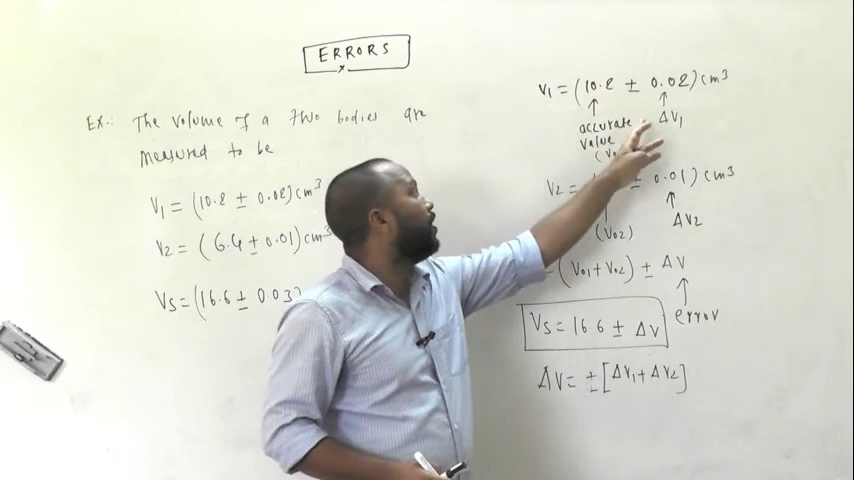 ERRORS
Ex:- The volume of a two bodies are
measured to be
V1 = (10.2 ± 0.02) cm3
V2 = (6.4 ± 0.01) cm3
VS = (16.6 ± 0.03)
V1 = (10.2 ± 0.02) cm3
accurate ΔV1
value
V2 = ± 0.01) cm3
(V02) ΔV2
= (V01 + V02) ± ΔV
VS = 16.6 ± ΔV error
ΔV = ± [ΔV1 + ΔV2]